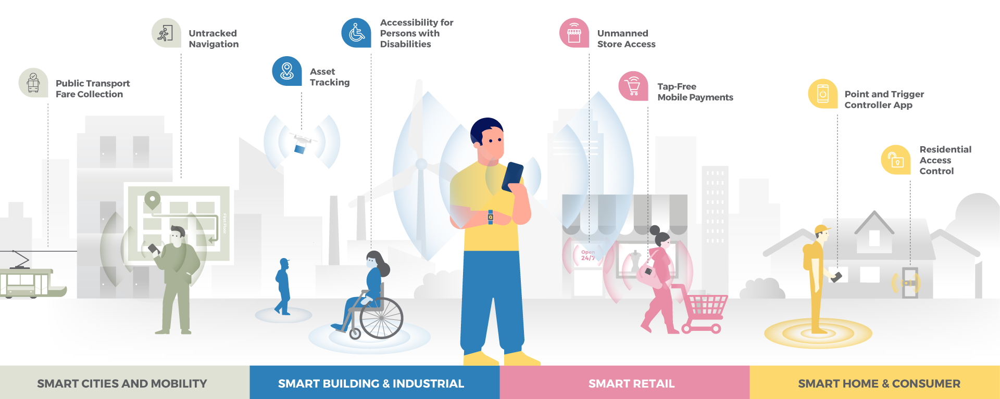 Untracked
Navigation
Accessibility for
Persons with
Disabilities
Unmanned
Store Access
Asset
Tracking
Public Transport
Fare Collection
Tap-Free
Mobile Payments
Point and Trigger
Controller App
Residential
Access
Control
First Floor
Open
24/7
SMART CITIES AND MOBILITY
SMART BUILDING & INDUSTRIAL
SMART RETAIL
SMART HOME & CONSUMER